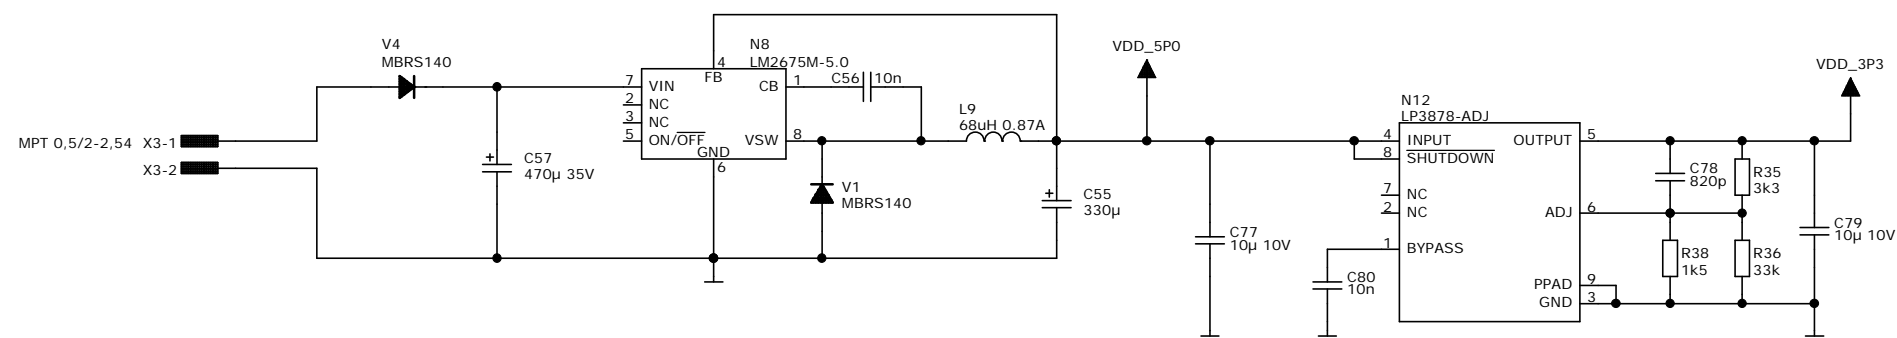 V4
MBRS140
MPT 0,5/2-2,54 X3-1
X3-2
C57
470µ 35V
N8
LM2675M-5.0
4
FB
7 VIN
2 NC
3 NC
5 ON/OFF
GND
6
CB 1
VSW 8
C56 10n
V1
MBRS140
L9
68uH 0.87A
C55
330µ
VDD_5P0
C77
10µ 10V
C80
10n
N12
LP3878-ADJ
4 INPUT
8 SHUTDOWN
7 NC
2 NC
1 BYPASS
OUTPUT 5
ADJ 6
PPAD 9
GND 3
C78
820p
R35
3k3
R38
1k5
R36
33k
C79
10µ 10V
VDD_3P3